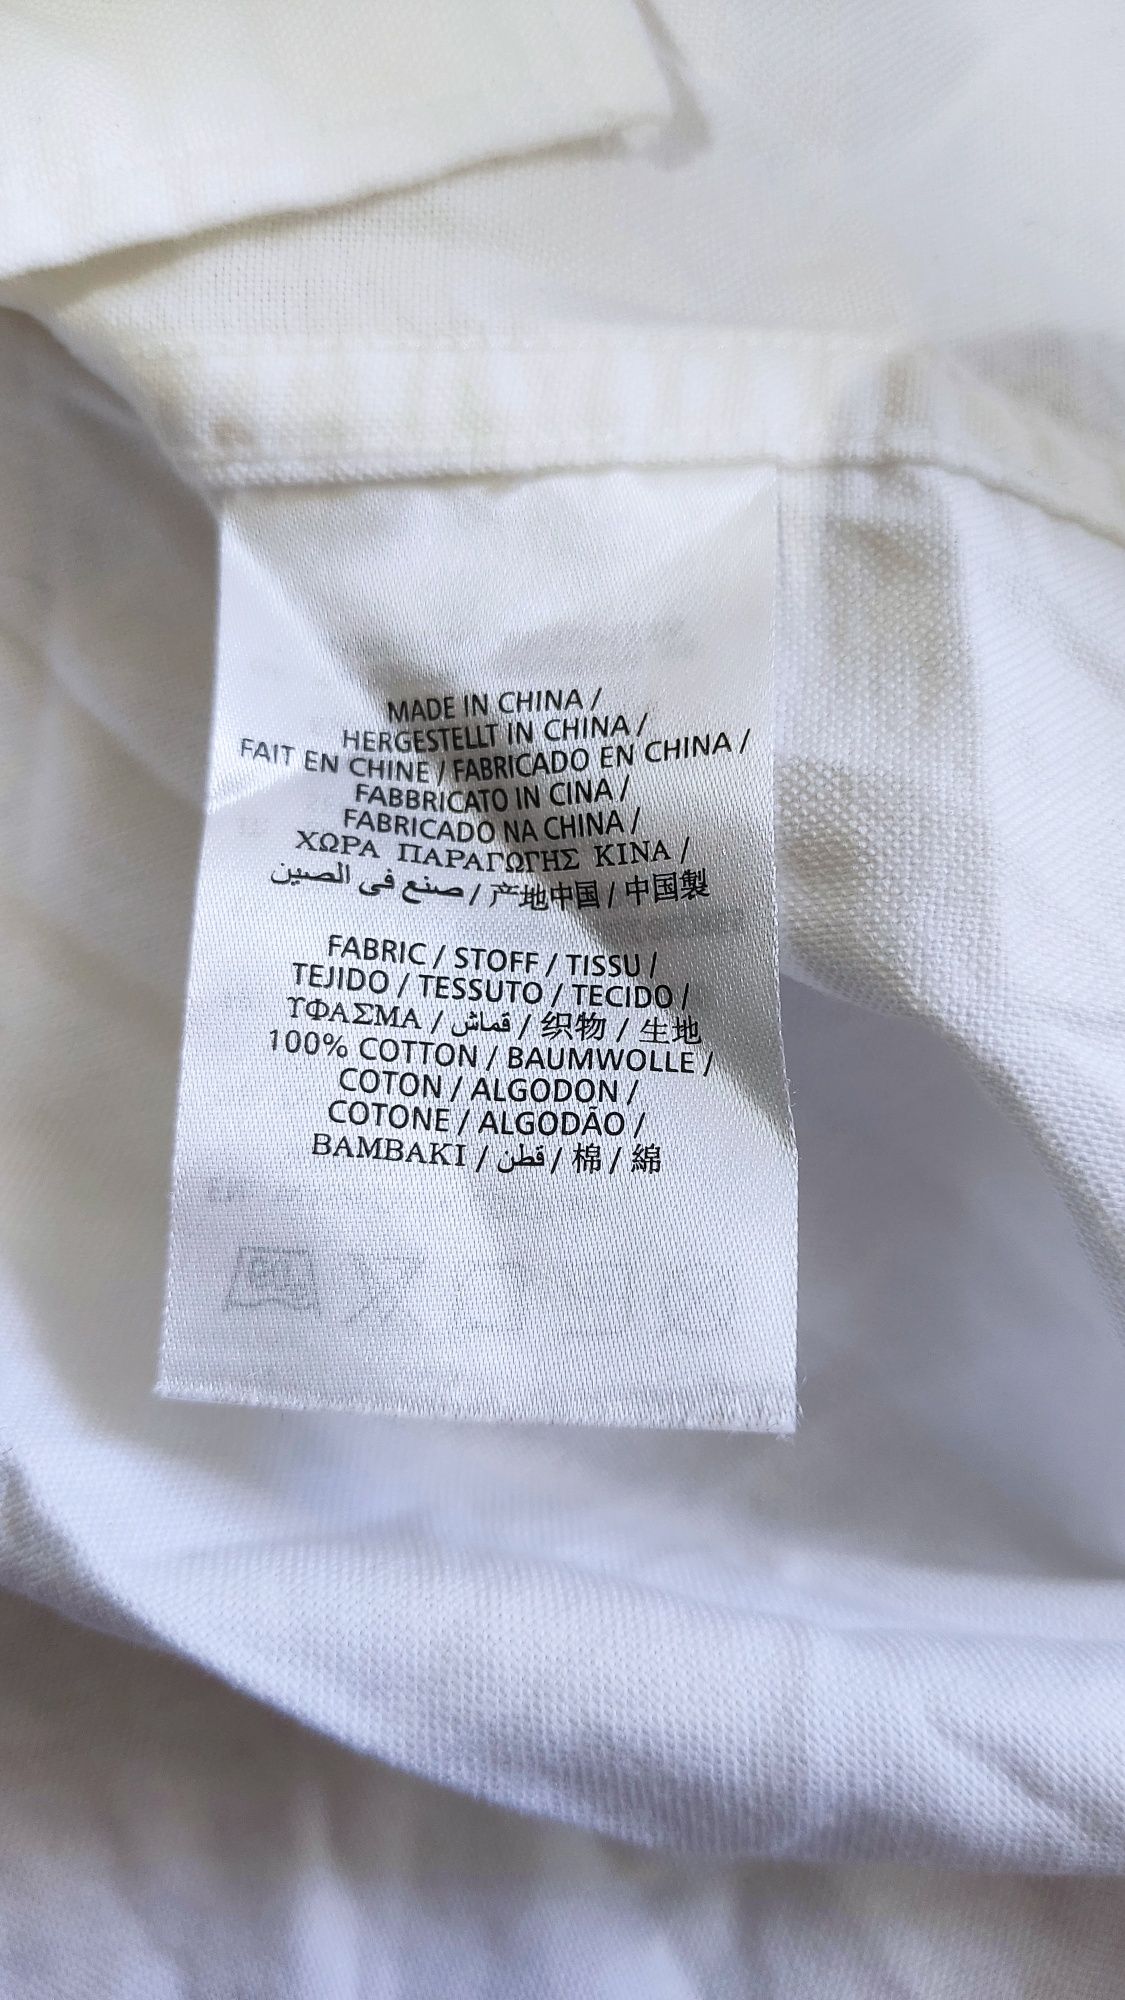 MADE IN CHINA /
HERGESTELLT IN CHINA /
FAIT EN CHINE / FABRICADO EN CHINA /
FABBRICATO IN CINA /
FABRICADO NA CHINA /
ΧΩΡΑ ΠΑΡΑΓΩΓΗΣ ΚΙΝΑ /
صنع في الصين / 产地中国 / 中国製
FABRIC / STOFF / TISSU /
TEJIDO / TESSUTO / TECIDO /
ΥΦΑΣΜΑ / قماش / 织物 / 生地
100% COTTON / BAUMWOLLE /
COTON / ALGODON /
COTONE / ALGODÃO /
BAMBAKI / قطن / 棉 / 綿